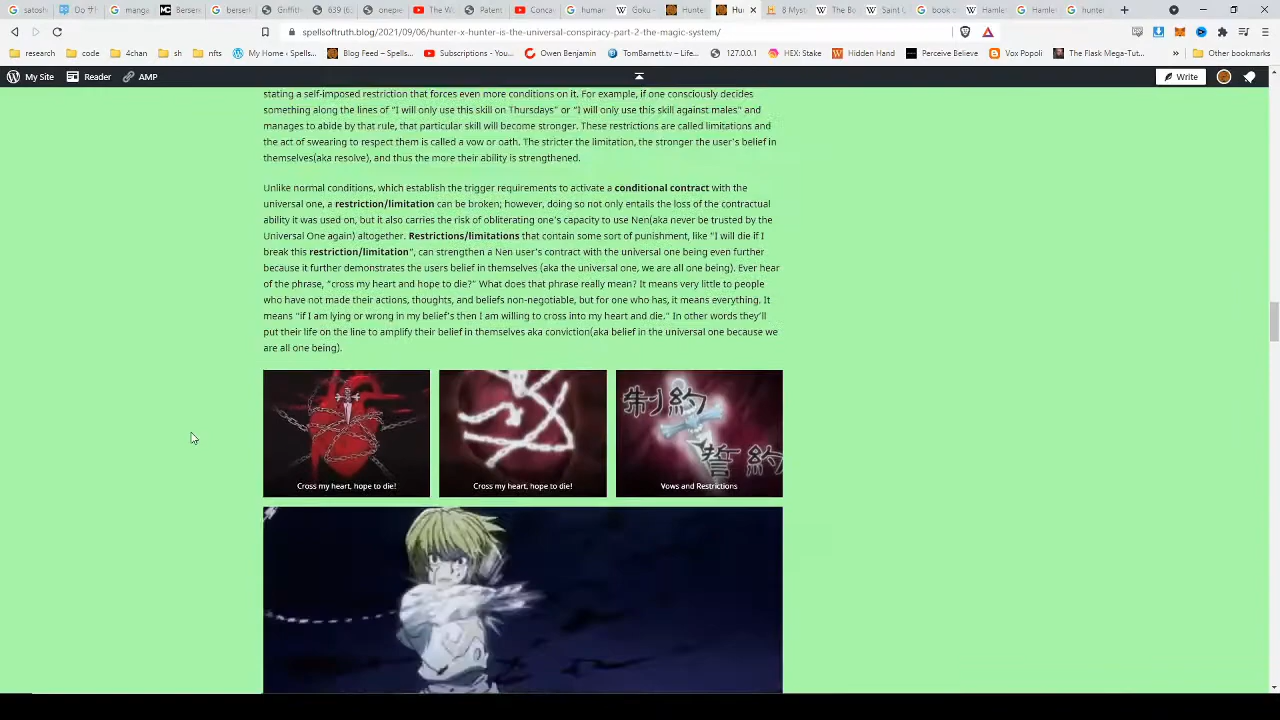 satosh
Do 千!
manga
Berser
berser
Griffith
639 (6
onepie
The W
Patent
Conca
human
Goku –
Hunter
Hun
8 Myst
The Bo
Saint G
book o
Hamle
Hamlet
hunter
spellsoftruth.blog/2021/09/06/hunter-x-hunter-is-the-universal-conspiracy-part-2-the-magic-system/
research code 4chan sh nfts My Home ‹ Spells... Blog Feed – Spells... Subscriptions - You... Owen Benjamin TomBarnett.tv – Life... 127.0.0.1 HEX: Stake Hidden Hand Perceive Believe Vox Popoli The Flask Mega-Tut... » Other bookmarks
My Site Reader AMP Write
stating a self-imposed restriction that forces even more conditions on it. For example, if one consciously decides
something along the lines of "I will only use this skill on Thursdays" or "I will only use this skill against males" and
manages to abide by that rule, that particular skill will become stronger. These restrictions are called limitations and
the act of swearing to respect them is called a vow or oath. The stricter the limitation, the stronger the user's belief in
themselves(aka resolve), and thus the more their ability is strengthened.
Unlike normal conditions, which establish the trigger requirements to activate a conditional contract with the
universal one, a restriction/limitation can be broken; however, doing so not only entails the loss of the contractual
ability it was used on, but it also carries the risk of obliterating one's capacity to use Nen(aka never be trusted by the
Universal One again) altogether. Restrictions/limitations that contain some sort of punishment, like "I will die if I
break this restriction/limitation", can strengthen a Nen user's contract with the universal one being even further
because it further demonstrates the users belief in themselves (aka the universal one, we are all one being). Ever hear
of the phrase, "cross my heart and hope to die?" What does that phrase really mean? It means very little to people
who have not made their actions, thoughts, and beliefs non-negotiable, but for one who has, it means everything. It
means "if I am lying or wrong in my belief's then I am willing to cross into my heart and die." In other words they'll
put their life on the line to amplify their belief in themselves aka conviction(aka belief in the universal one because we
are all one being).
制約
誓約
Cross my heart, hope to die!
Cross my heart, hope to die!
Vows and Restrictions